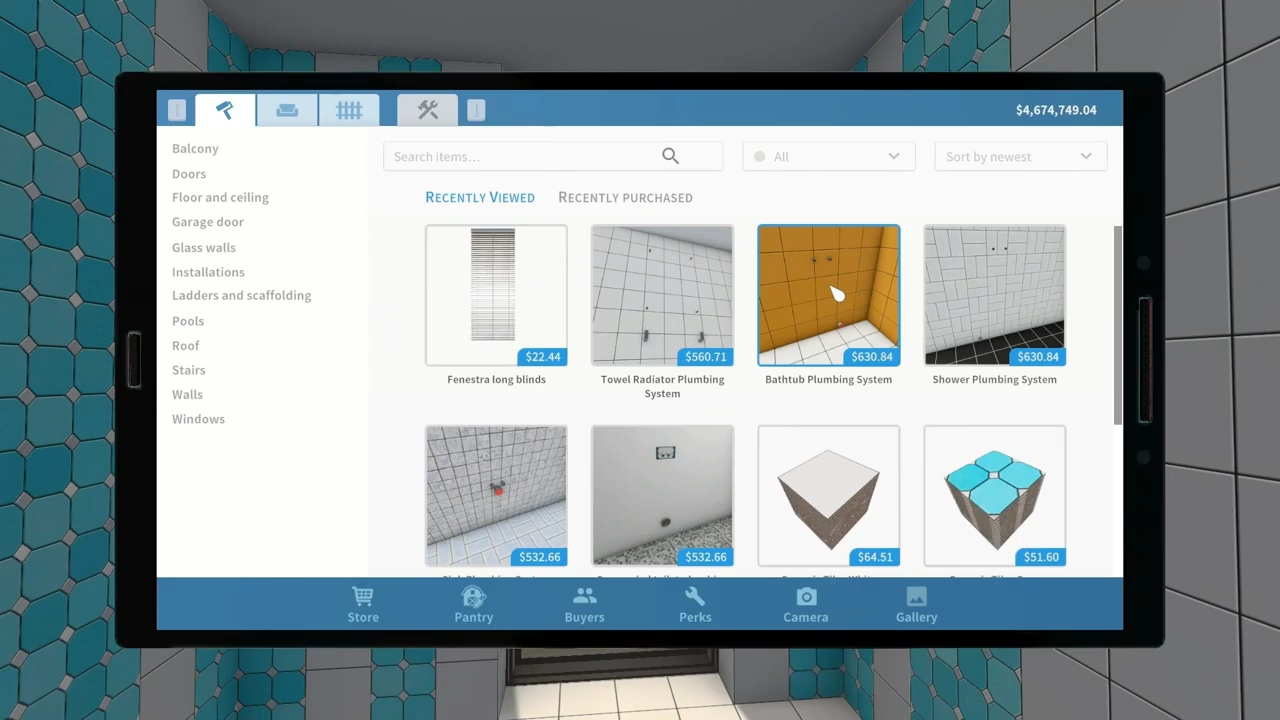 $4,674,749.04
Balcony
Doors
Floor and ceiling
Garage door
Glass walls
Installations
Ladders and scaffolding
Pools
Roof
Stairs
Walls
Windows
Search items...
All
Sort by newest
RECENTLY VIEWED
RECENTLY PURCHASED
$22.44
$560.71
$630.84
$630.84
Fenestra long blinds
Towel Radiator Plumbing
System
Bathtub Plumbing System
Shower Plumbing System
$532.66
$532.66
$64.51
$51.60
Store
Pantry
Buyers
Perks
Camera
Gallery